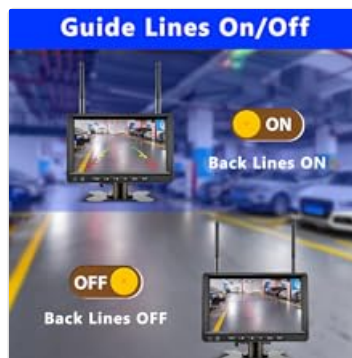 Guide Lines On/Off
ON
Back Lines ON
OFF
Back Lines OFF